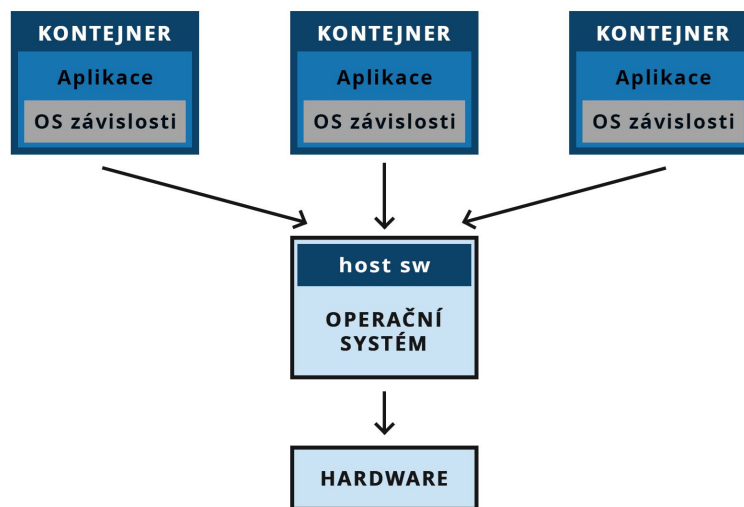 KONTEJNER
Aplikace
OS závislosti
KONTEJNER
Aplikace
OS závislosti
KONTEJNER
Aplikace
OS závislosti
host sw
OPERAČNÍ
SYSTÉM
HARDWARE